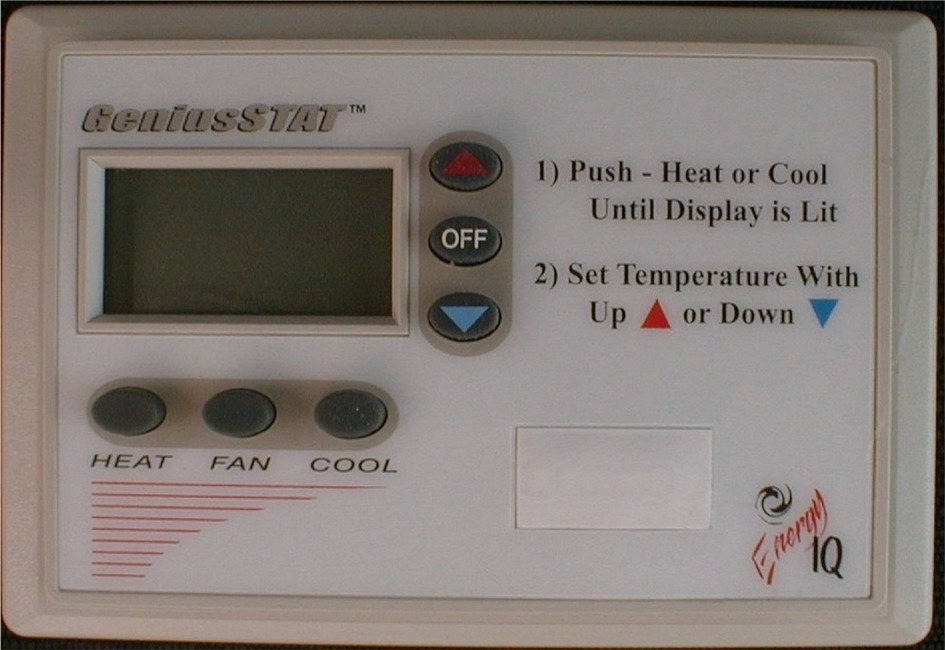 GeniusSTAT™
OFF
1) Push - Heat or Cool
Until Display is Lit
2) Set Temperature With
Up ▲ or Down ▼
HEAT FAN COOL
Energy
IQ